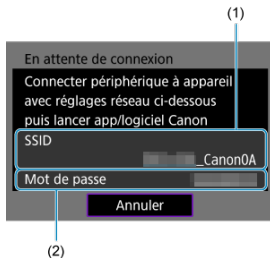 (1)
En attente de connexion
Connecter périphérique à appareil
avec réglages réseau ci-dessous
puis lancer app/logiciel Canon
SSID
_Canon0A
Mot de passe
Annuler
(2)